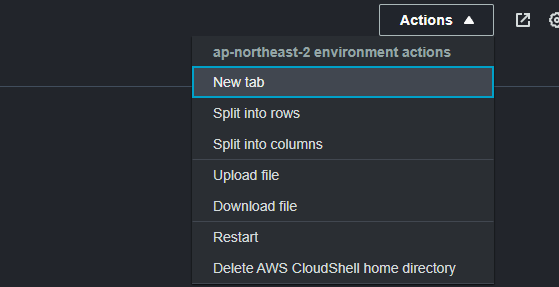 Actions
ap-northeast-2 environment actions
New tab
Split into rows
Split into columns
Upload file
Download file
Restart
Delete AWS CloudShell home directory